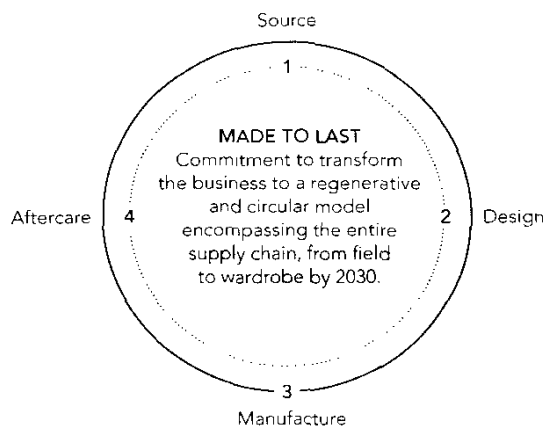 Source
1
MADE TO LAST
Commitment to transform
the business to a regenerative
and circular model
encompassing the entire
supply chain, from field
to wardrobe by 2030.
Aftercare 4
2 Design
3
Manufacture